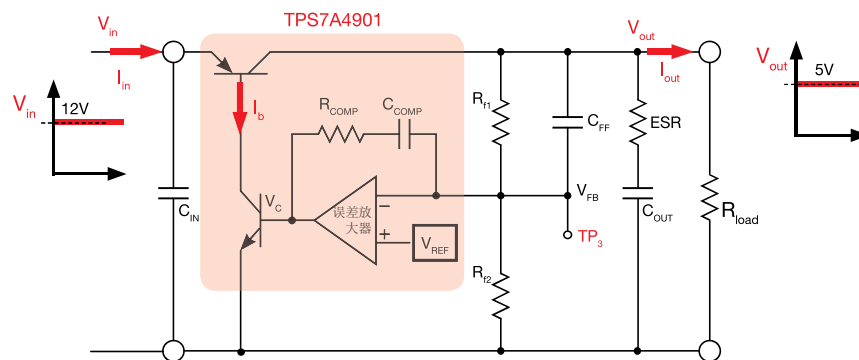 TPS7A4901
Vin
Iin
Vin
12V
CIN
Ib
RCOMP
CCOMP
VC
误差放
大器
−
+
VREF
Rf1
Rf2
CFF
VFB
TP3
ESR
COUT
Vout
Iout
Rload
Vout
5V